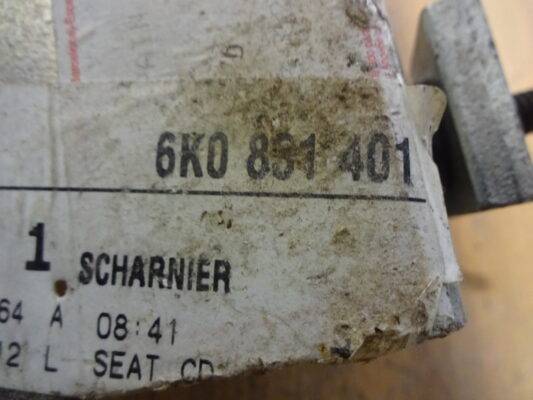 6K0 831 401
1 SCHARNIER
64 A 08:41
12 L SEAT CD